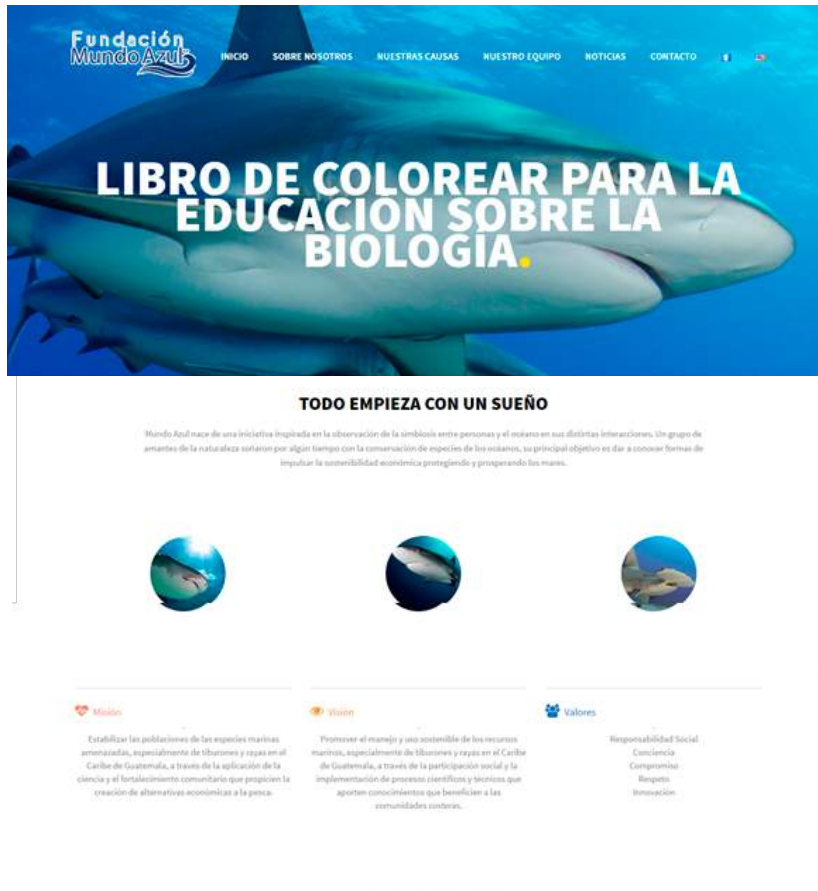 Fundación
Mundo Azul
INICIO SOBRE NOSOTROS NUESTRAS CAUSAS NUESTRO EQUIPO NOTICIAS CONTACTO
LIBRO DE COLOREAR PARA LA
EDUCACIÓN SOBRE LA
BIOLOGÍA.
TODO EMPIEZA CON UN SUEÑO
Mundo Azul nace de una iniciativa inspirada en la observación de la simbiosis entre personas y el océano en sus distintas interacciones. Un grupo de
amantes de la naturaleza soñaron por algún tiempo con la conservación de especies de los océanos, su principal objetivo es dar a conocer formas de
impulsar la sostenibilidad económica protegiendo y prosperando los mares.
Misión
Estabilizar las poblaciones de las especies marinas
amenazadas, especialmente de tiburones y rayas en el
Caribe de Guatemala, a través de la aplicación de la
ciencia y el fortalecimiento comunitario que propicien la
creación de alternativas económicas a la pesca.
Visión
Promover el manejo y uso sostenible de los recursos
marinos, especialmente de tiburones y rayas en el Caribe
de Guatemala, a través de la participación social y la
implementación de procesos científicos y técnicos que
aporten conocimientos que beneficien a las
comunidades costeras.
Valores
Responsabilidad Social
Conciencia
Compromiso
Respeto
Innovación